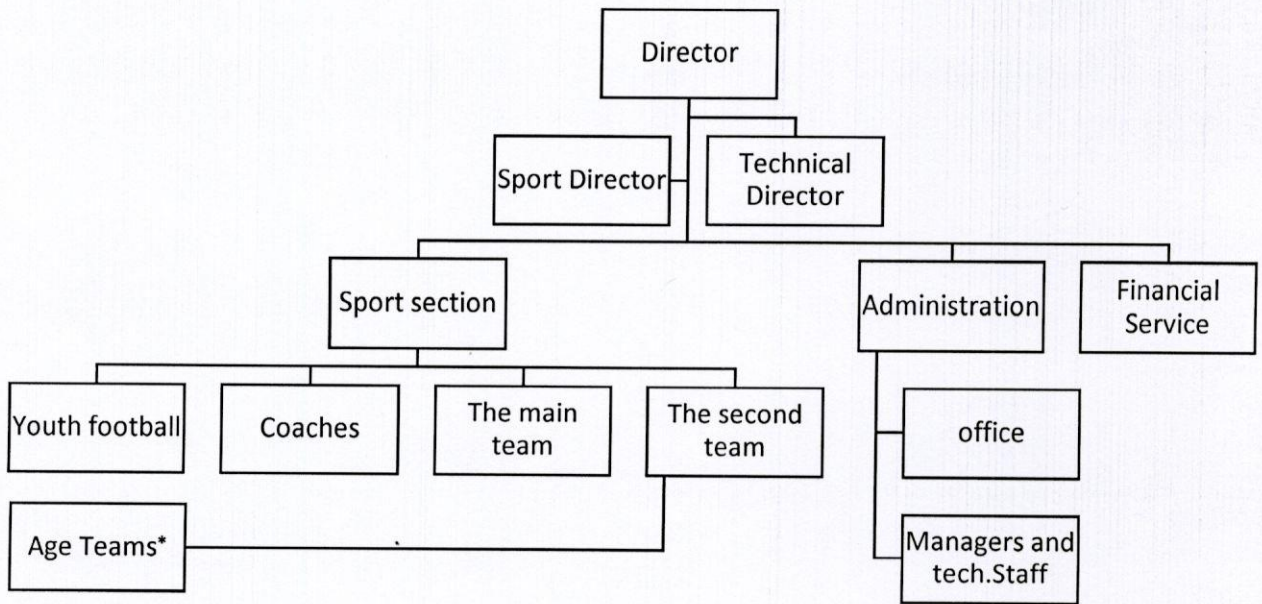 Director
Sport Director
Technical
Director
Sport section
Administration
Financial
Service
Youth football
Coaches
The main
team
The second
team
office
Age Teams*
Managers and
tech.Staff